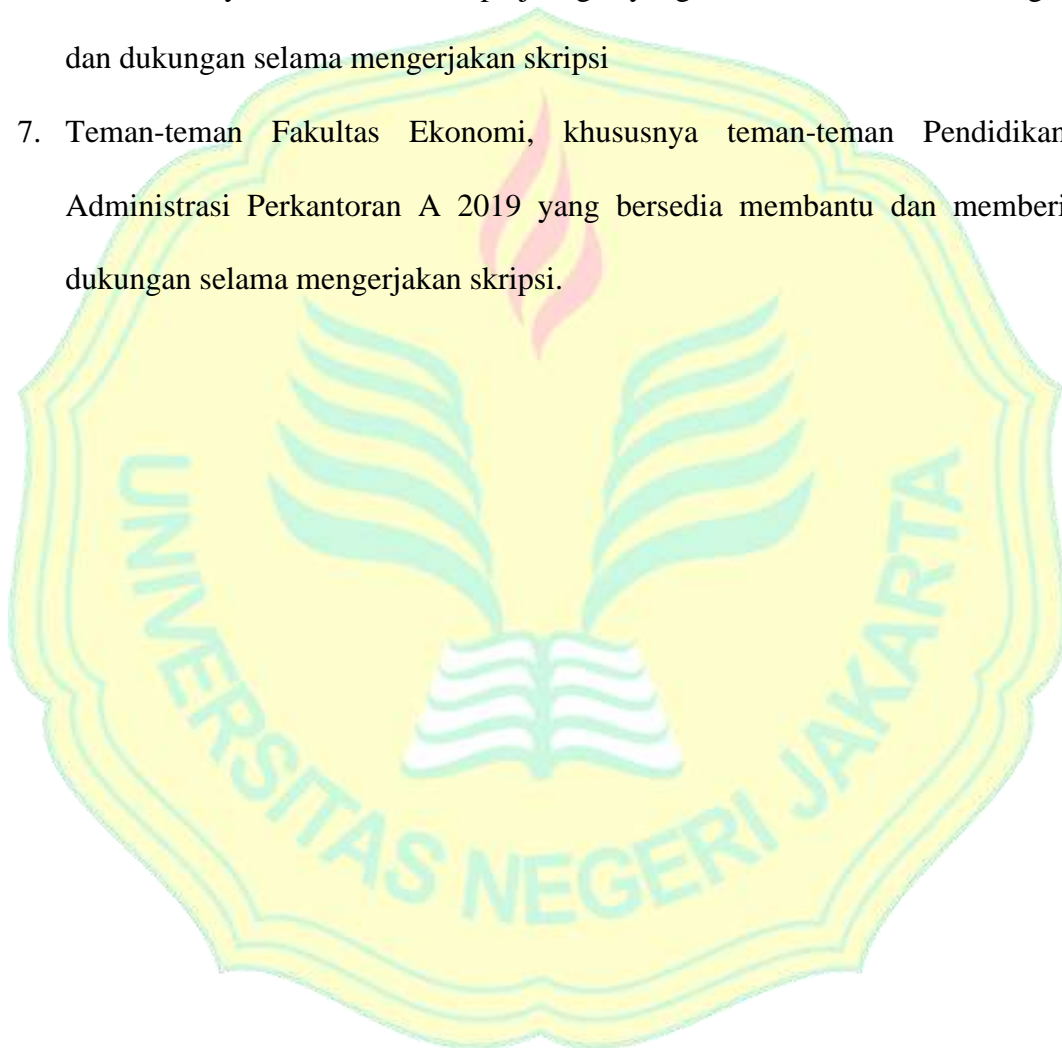 dan dukungan selama mengerjakan skripsi
7. Teman-teman Fakultas Ekonomi, khususnya teman-teman Pendidikan
Administrasi Perkantoran A 2019 yang bersedia membantu dan memberi
dukungan selama mengerjakan skripsi.
UNIVERSITAS NEGERI JAKARTA